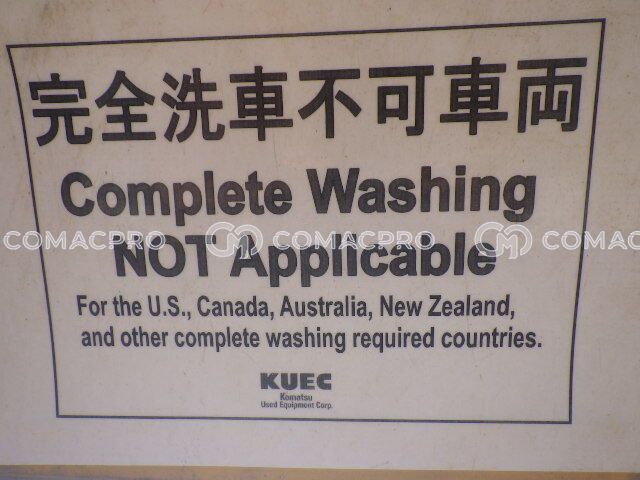 完全洗車不可車両
Complete Washing
NOT Applicable
COMACPRO COMACPRO COMACPRO
For the U.S., Canada, Australia, New Zealand,
and other complete washing required countries.
KUEC
Komatsu
Used Equipment Corp.